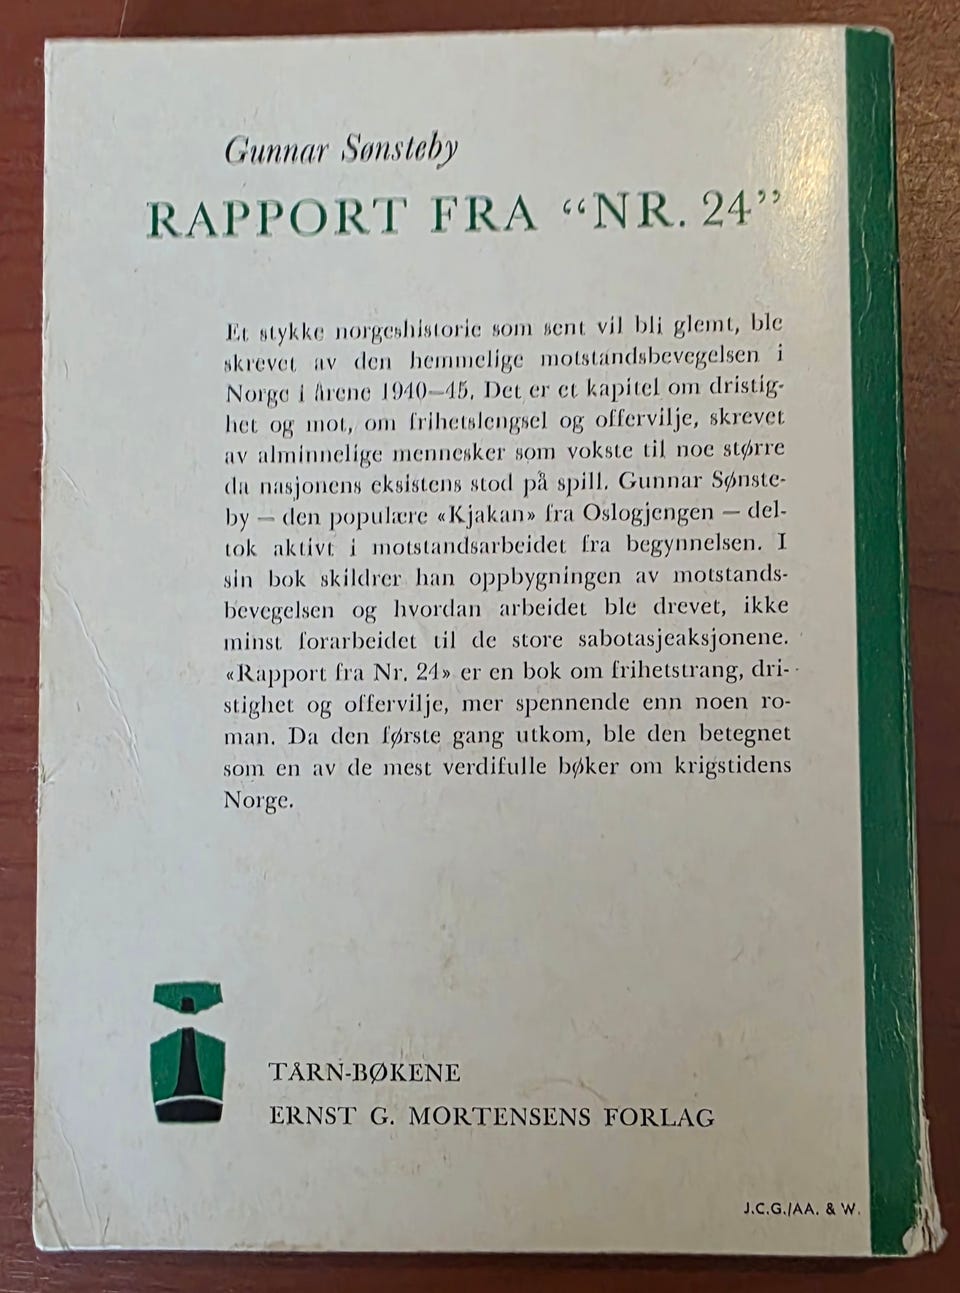 Gunnar Sønsteby
RAPPORT FRA “NR. 24”
Et stykke norgeshistorie som sent vil bli glemt, ble
skrevet av den hemmelige motstandsbevegelsen i
Norge i årene 1940—45. Det er et kapitel om dristig-
het og mot, om frihetslengsel og offervilje, skrevet
av alminnelige mennesker som vokste til noe større
da nasjonens eksistens stod på spill. Gunnar Sønste-
by — den populære «Kjakan» fra Oslogjengen — del-
tok aktivt i motstandsarbeidet fra begynnelsen. I
sin bok skildrer han oppbygningen av motstands-
bevegelsen og hvordan arbeidet ble drevet, ikke
minst forarbeidet til de store sabotasjeaksjonene.
«Rapport fra Nr. 24» er en bok om frihetstrang, dri-
stighet og offervilje, mer spennende enn noen ro-
man. Da den første gang utkom, ble den betegnet
som en av de mest verdifulle bøker om krigstidens
Norge.
TÅRN-BØKENE
ERNST G. MORTENSENS FORLAG
J.C.G./AA. & W.